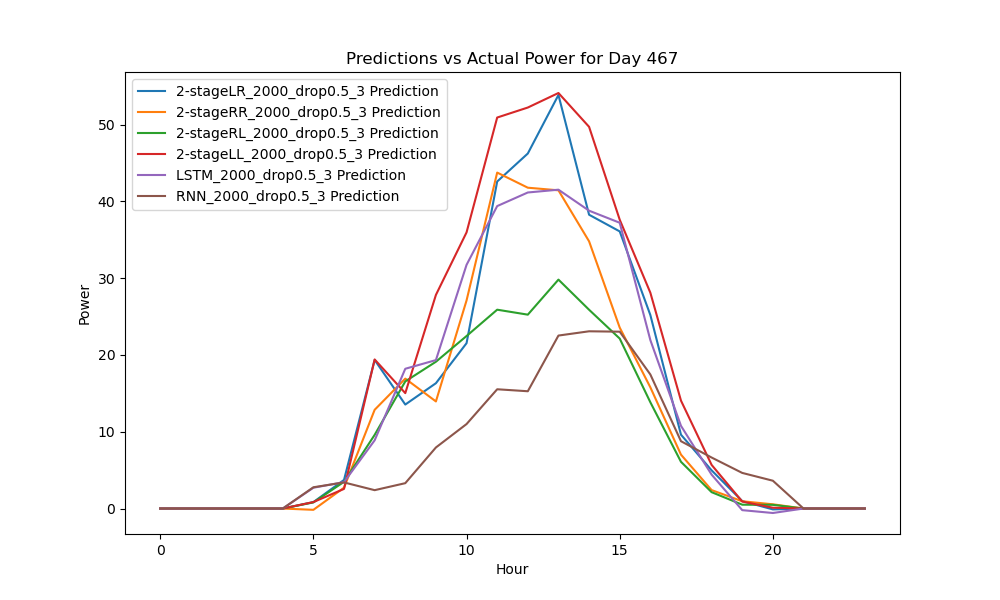 Predictions vs Actual Power for Day 467
2-stageLR_2000_drop0.5_3 Prediction
2-stageRR_2000_drop0.5_3 Prediction
2-stageRL_2000_drop0.5_3 Prediction
2-stageLL_2000_drop0.5_3 Prediction
LSTM_2000_drop0.5_3 Prediction
RNN_2000_drop0.5_3 Prediction
Power
50
40
30
20
10
0
0 5 10 15 20
Hour